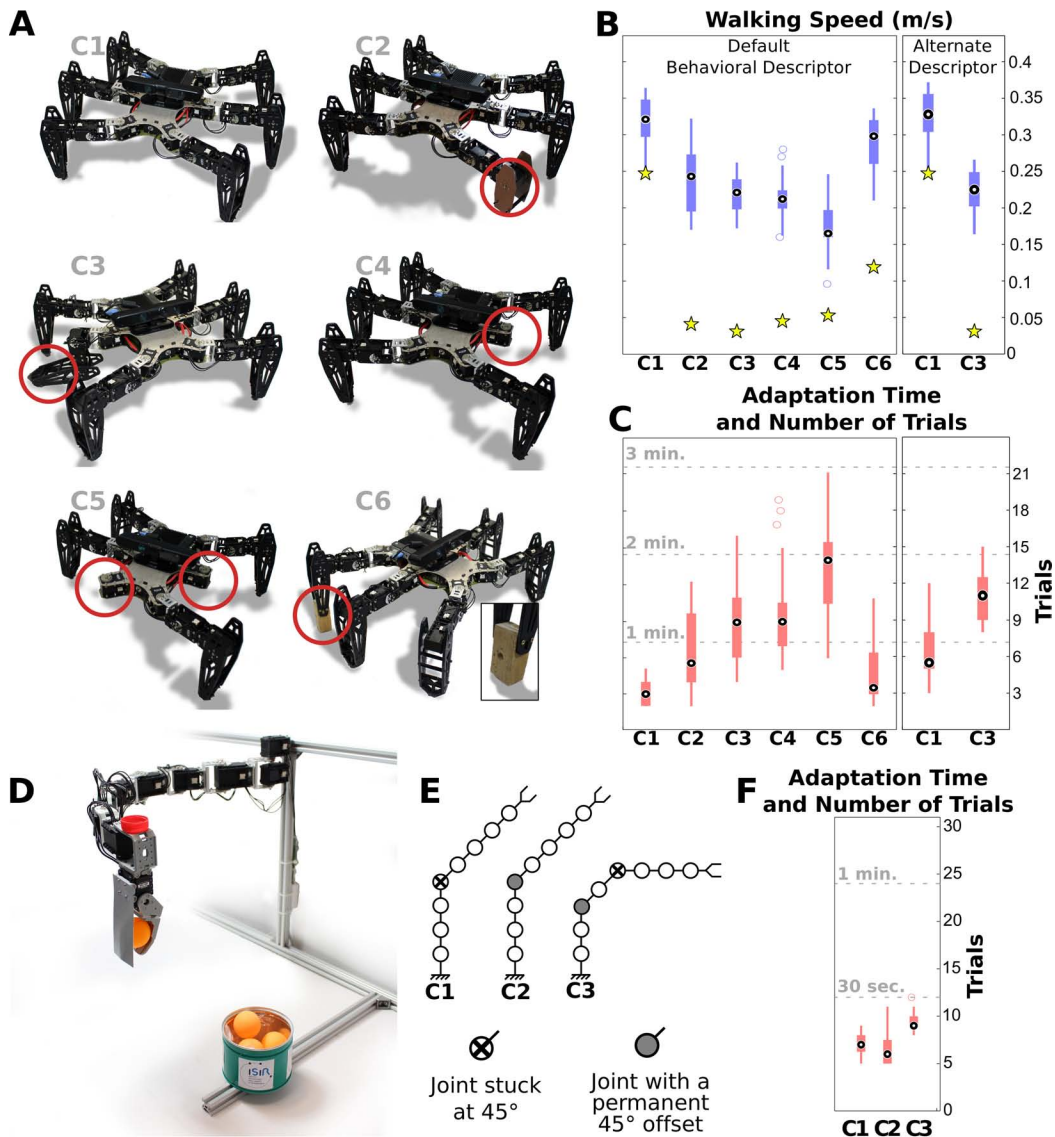 A
C1
C2
C3
C4
C5
C6
B
Walking Speed (m/s)
Default
Behavioral Descriptor
Alternate
Descriptor
0.4
0.35
0.3
0.25
0.2
0.15
0.1
0.05
0
C1 C2 C3 C4 C5 C6 C1 C3
Adaptation Time
and Number of Trials
C
3 min.
2 min.
1 min.
21
18
15
12
9
6
3
Trials
C1 C2 C3 C4 C5 C6 C1 C3
D
ISIR
E
C1 C2 C3
Joint stuck
at 45°
Joint with a
permanent
45° offset
F
Adaptation Time
and Number of Trials
1 min.
30 sec.
30
25
20
15
10
5
0
Trials
C1 C2 C3